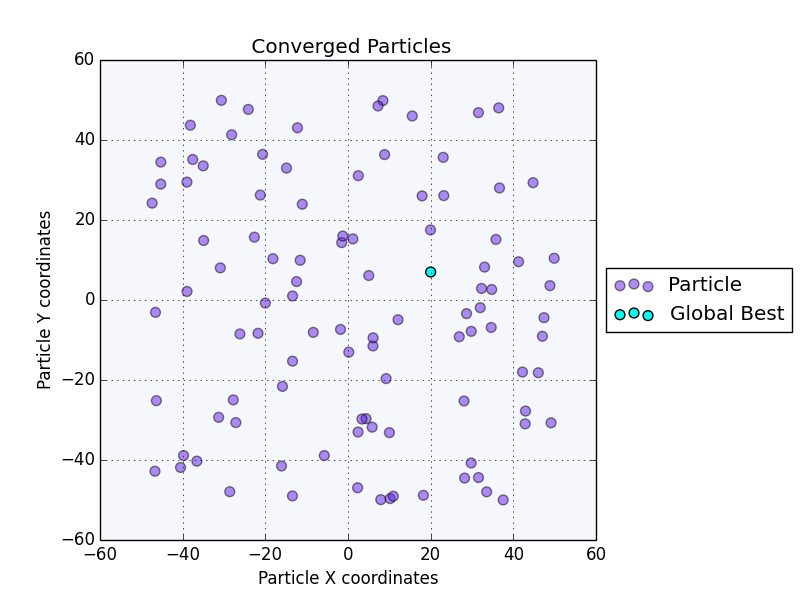 Converged Particles
60
40
20
0
−20
−40
−60
−60 −40 −20 0 20 40 60
Particle Y coordinates
Particle X coordinates
Particle
Global Best